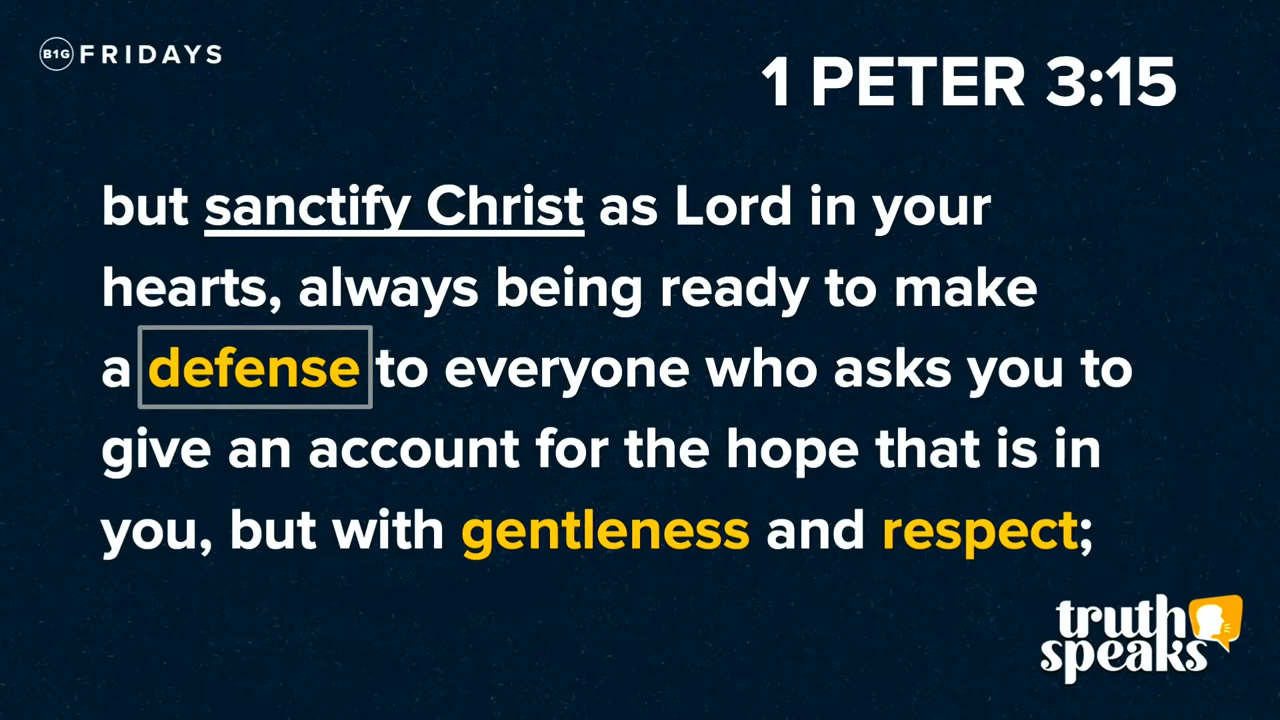 B1G FRIDAYS
1 PETER 3:15
but sanctify Christ as Lord in your
hearts, always being ready to make
a defense to everyone who asks you to
give an account for the hope that is in
you, but with gentleness and respect;
truth
speaks